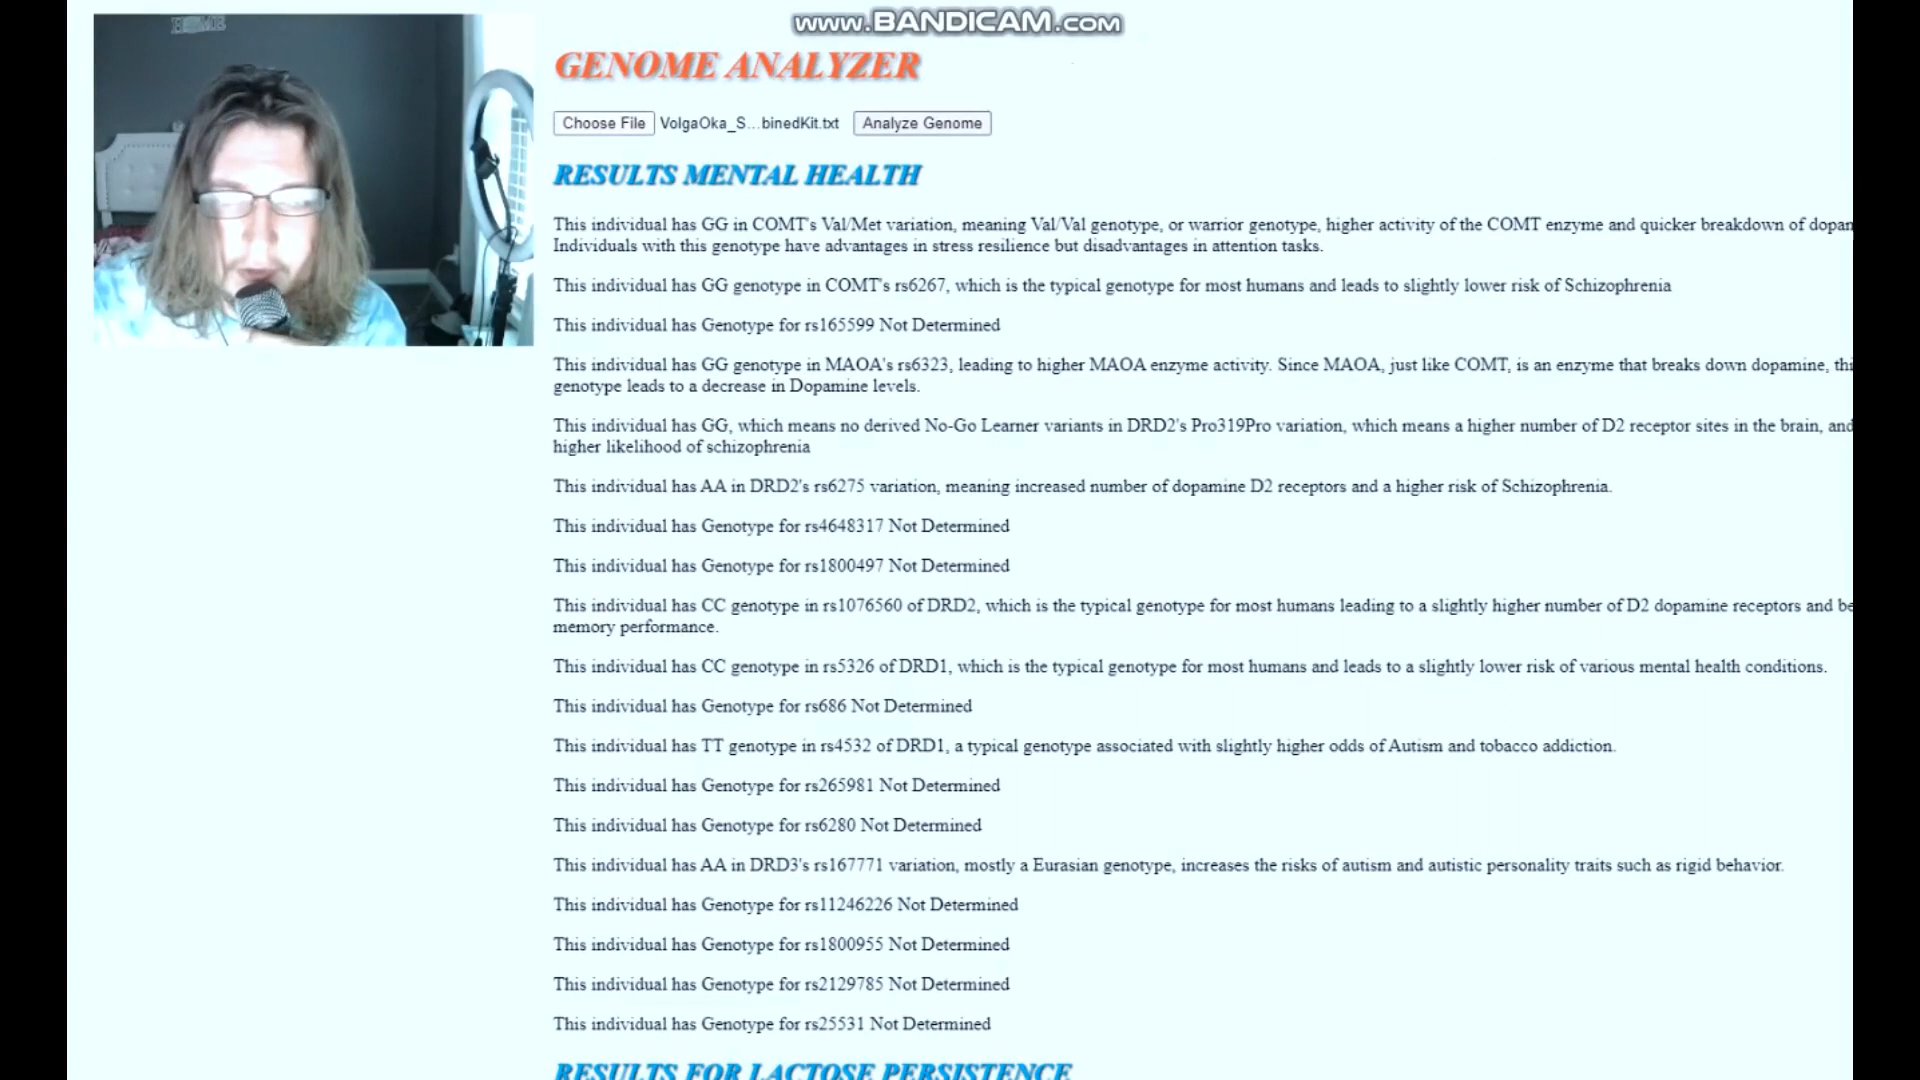 www.BANDICAM.com
HOME
GENOME ANALYZER
Choose File VolgaOka_S...binedKit.txt Analyze Genome
RESULTS MENTAL HEALTH
This individual has GG in COMT's Val/Met variation, meaning Val/Val genotype, or warrior genotype, higher activity of the COMT enzyme and quicker breakdown of dopam
Individuals with this genotype have advantages in stress resilience but disadvantages in attention tasks.
This individual has GG genotype in COMT's rs6267, which is the typical genotype for most humans and leads to slightly lower risk of Schizophrenia
This individual has Genotype for rs165599 Not Determined
This individual has GG genotype in MAOA's rs6323, leading to higher MAOA enzyme activity. Since MAOA, just like COMT, is an enzyme that breaks down dopamine, thi
genotype leads to a decrease in Dopamine levels.
This individual has GG, which means no derived No-Go Learner variants in DRD2's Pro319Pro variation, which means a higher number of D2 receptor sites in the brain, and
higher likelihood of schizophrenia
This individual has AA in DRD2's rs6275 variation, meaning increased number of dopamine D2 receptors and a higher risk of Schizophrenia.
This individual has Genotype for rs4648317 Not Determined
This individual has Genotype for rs1800497 Not Determined
This individual has CC genotype in rs1076560 of DRD2, which is the typical genotype for most humans leading to a slightly higher number of D2 dopamine receptors and be
memory performance.
This individual has CC genotype in rs5326 of DRD1, which is the typical genotype for most humans and leads to a slightly lower risk of various mental health conditions.
This individual has Genotype for rs686 Not Determined
This individual has TT genotype in rs4532 of DRD1, a typical genotype associated with slightly higher odds of Autism and tobacco addiction.
This individual has Genotype for rs265981 Not Determined
This individual has Genotype for rs6280 Not Determined
This individual has AA in DRD3's rs167771 variation, mostly a Eurasian genotype, increases the risks of autism and autistic personality traits such as rigid behavior.
This individual has Genotype for rs11246226 Not Determined
This individual has Genotype for rs1800955 Not Determined
This individual has Genotype for rs2129785 Not Determined
This individual has Genotype for rs25531 Not Determined
RESULTS FOR LACTOSE PERSISTENCE